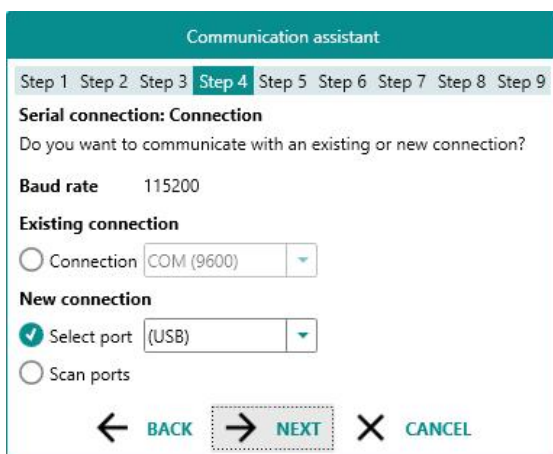 Communication assistant
Step 1 Step 2 Step 3 Step 4 Step 5 Step 6 Step 7 Step 8 Step 9
Serial connection: Connection
Do you want to communicate with an existing or new connection?
Baud rate 115200
Existing connection
Connection COM (9600)
New connection
Select port (USB)
Scan ports
BACK NEXT CANCEL